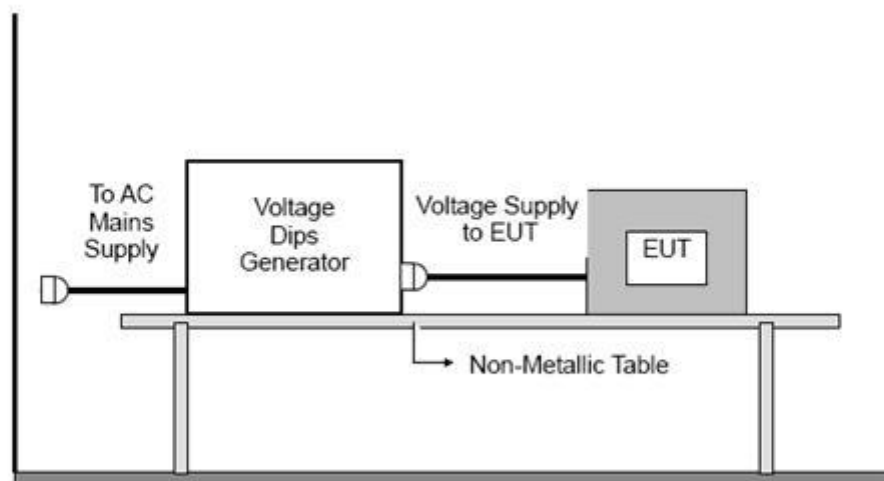 To AC
Mains
Supply
Voltage
Dips
Generator
Voltage Supply
to EUT
EUT
Non-Metallic Table